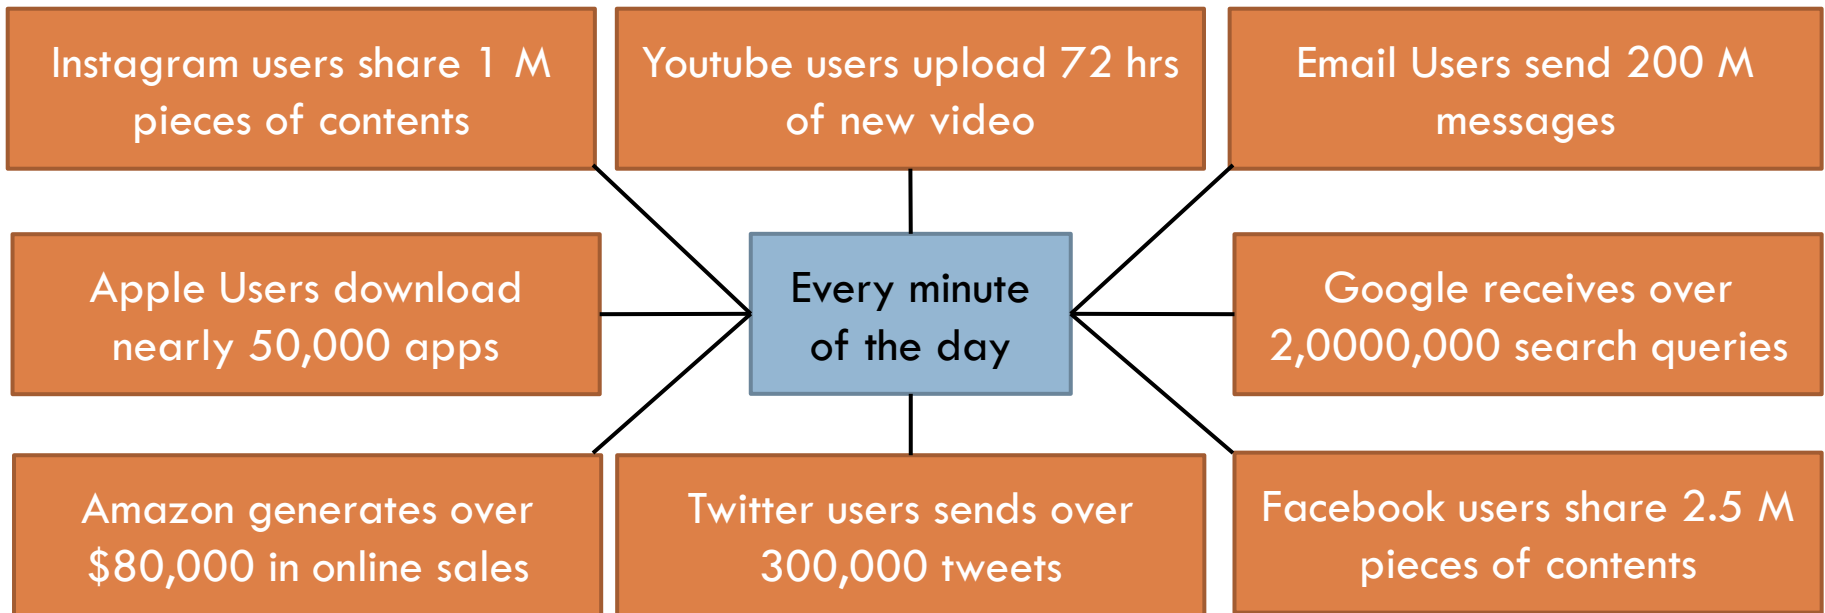 Instagram users share 1 M
pieces of contents
Youtube users upload 72 hrs
of new video
Email Users send 200 M
messages
Apple Users download
nearly 50,000 apps
Every minute
of the day
Google receives over
2,0000,000 search queries
Amazon generates over
$80,000 in online sales
Twitter users sends over
300,000 tweets
Facebook users share 2.5 M
pieces of contents